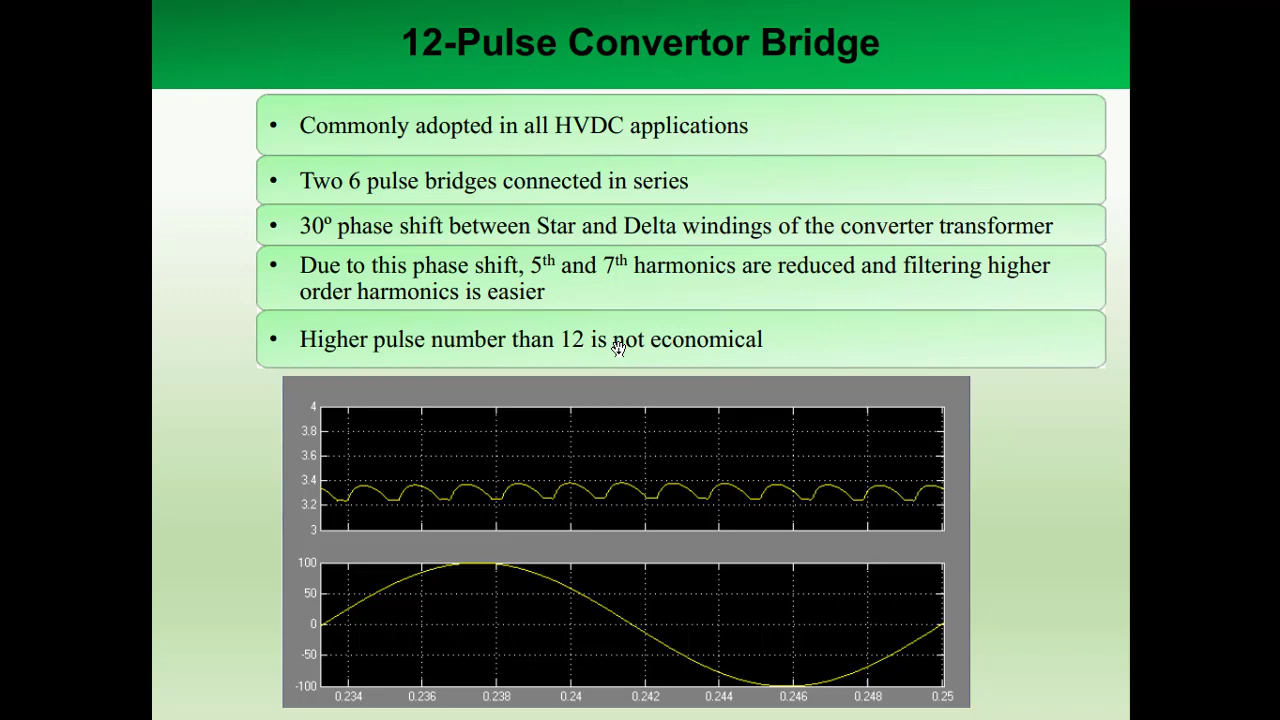 12-Pulse Convertor Bridge
• Commonly adopted in all HVDC applications
• Two 6 pulse bridges connected in series
• 30º phase shift between Star and Delta windings of the converter transformer
• Due to this phase shift, 5th and 7th harmonics are reduced and filtering higher
order harmonics is easier
• Higher pulse number than 12 is not economical
4
3.8
3.6
3.4
3.2
3
100
50
0
-50
-100
0.234 0.236 0.238 0.24 0.242 0.244 0.246 0.248 0.25